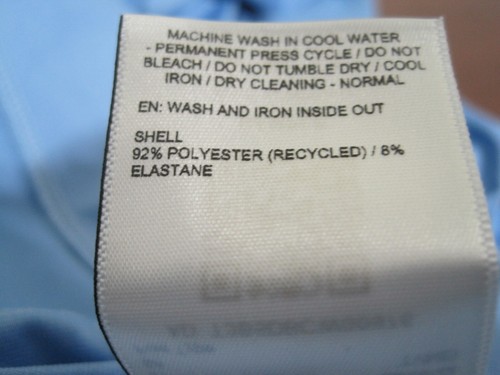 MACHINE WASH IN COOL WATER
- PERMANENT PRESS CYCLE / DO NOT
BLEACH / DO NOT TUMBLE DRY / COOL
IRON / DRY CLEANING - NORMAL
EN: WASH AND IRON INSIDE OUT
SHELL
92% POLYESTER (RECYCLED) / 8%
ELASTANE